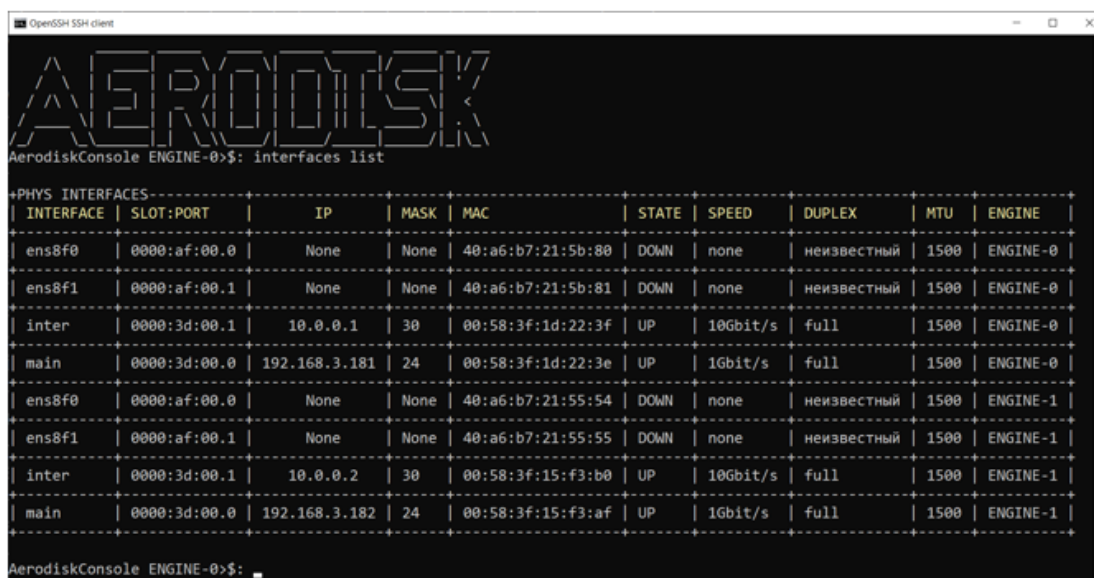 OpenSSH SSH client
AERODISK
AerodiskConsole ENGINE-0>$: interfaces list
+PHYS INTERFACES-----------+----------------+------+-------------------+-------+-----------+-------------+------+----------+
| INTERFACE | SLOT:PORT | IP | MASK | MAC | STATE | SPEED | DUPLEX | MTU | ENGINE |
| ens8f0 | 0000:af:00.0 | None | None | 40:a6:b7:21:5b:80 | DOWN | none | неизвестный | 1500 | ENGINE-0 |
| ens8f1 | 0000:af:00.1 | None | None | 40:a6:b7:21:5b:81 | DOWN | none | неизвестный | 1500 | ENGINE-0 |
| inter | 0000:3d:00.1 | 10.0.0.1 | 30 | 00:58:3f:1d:22:3f | UP | 10Gbit/s | full | 1500 | ENGINE-0 |
| main | 0000:3d:00.0 | 192.168.3.181 | 24 | 00:58:3f:1d:22:3e | UP | 1Gbit/s | full | 1500 | ENGINE-0 |
| ens8f0 | 0000:af:00.0 | None | None | 40:a6:b7:21:55:54 | DOWN | none | неизвестный | 1500 | ENGINE-1 |
| ens8f1 | 0000:af:00.1 | None | None | 40:a6:b7:21:55:55 | DOWN | none | неизвестный | 1500 | ENGINE-1 |
| inter | 0000:3d:00.1 | 10.0.0.2 | 30 | 00:58:3f:15:f3:b0 | UP | 10Gbit/s | full | 1500 | ENGINE-1 |
| main | 0000:3d:00.0 | 192.168.3.182 | 24 | 00:58:3f:15:f3:af | UP | 1Gbit/s | full | 1500 | ENGINE-1 |
AerodiskConsole ENGINE-0>$: